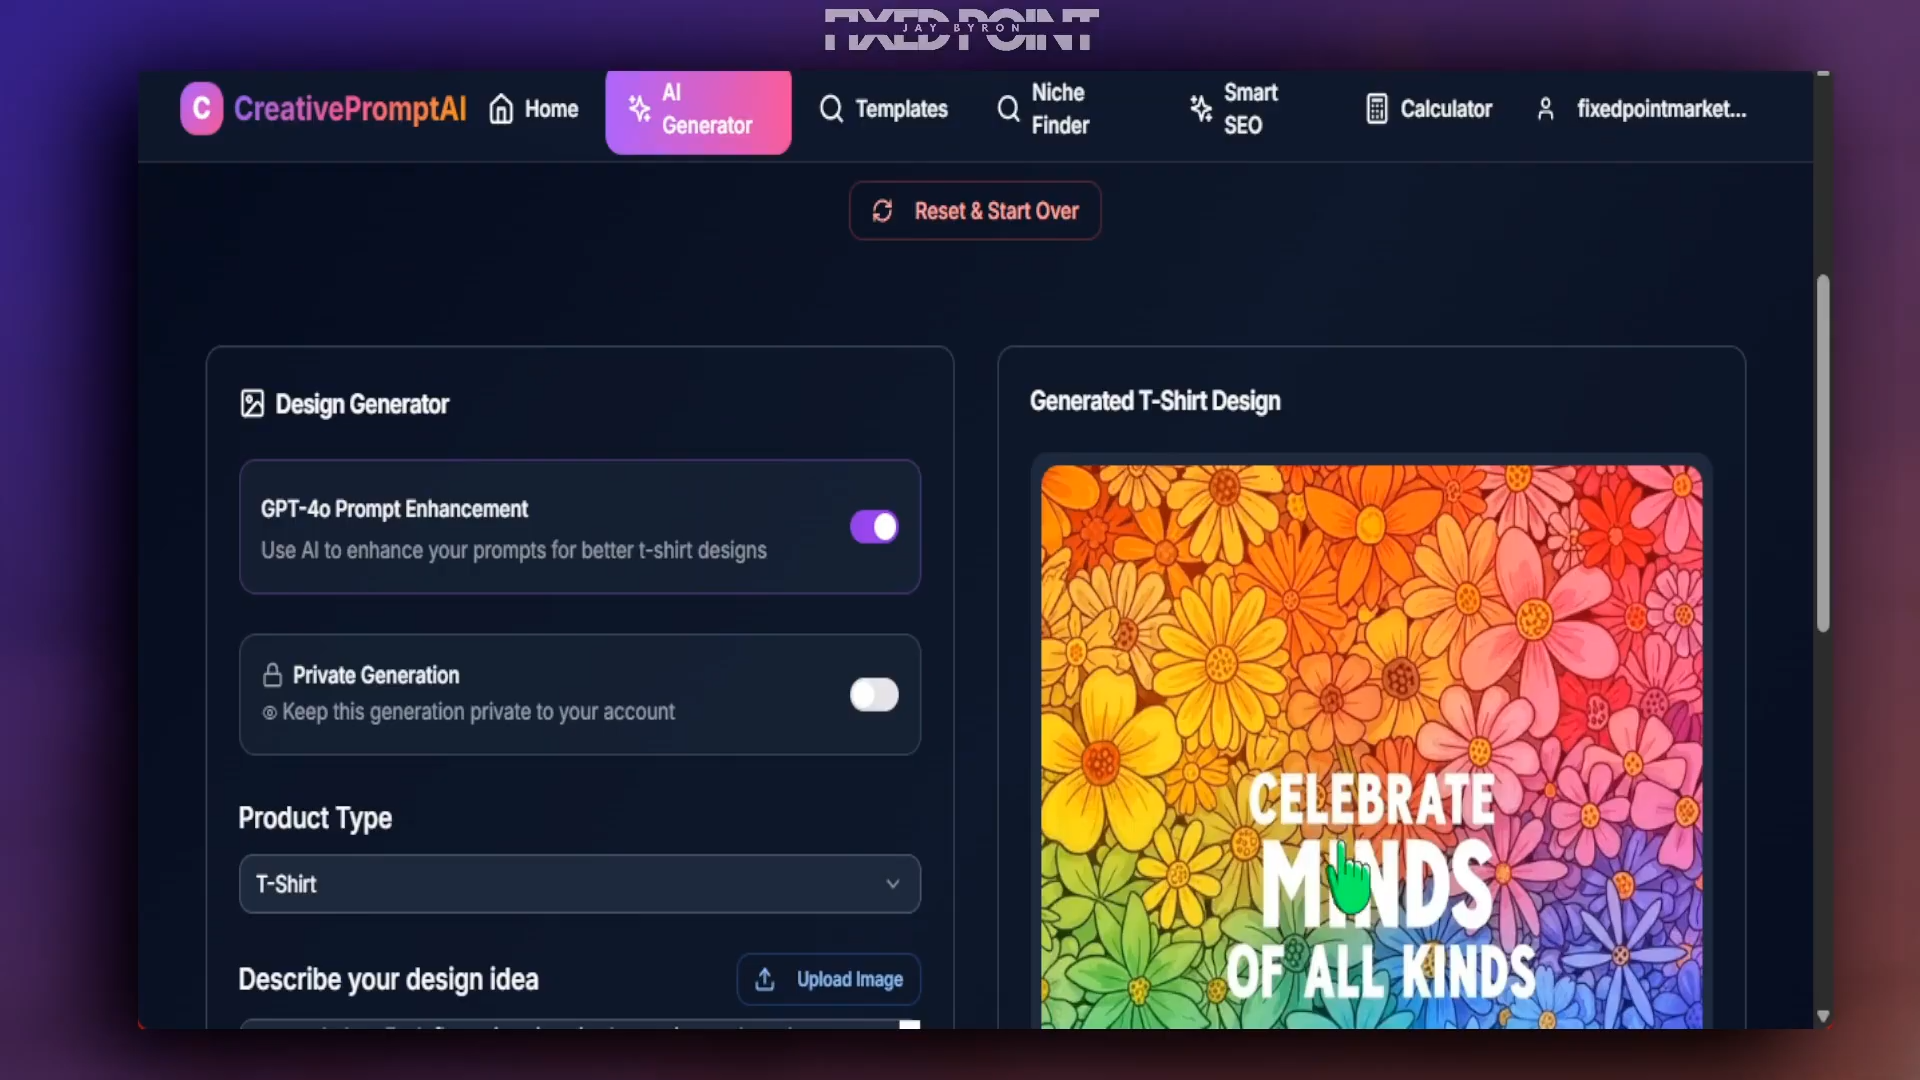 FIXED POINT
JAY BYRON
C CreativePromptAI
Home
AI
Generator
Templates
Niche
Finder
Smart
SEO
Calculator
fixedpointmarket...
Reset & Start Over
Design Generator
GPT-4o Prompt Enhancement
Use AI to enhance your prompts for better t-shirt designs
Private Generation
Keep this generation private to your account
Product Type
T-Shirt
Describe your design idea
Upload Image
Generated T-Shirt Design
CELEBRATE
MINDS
OF ALL KINDS